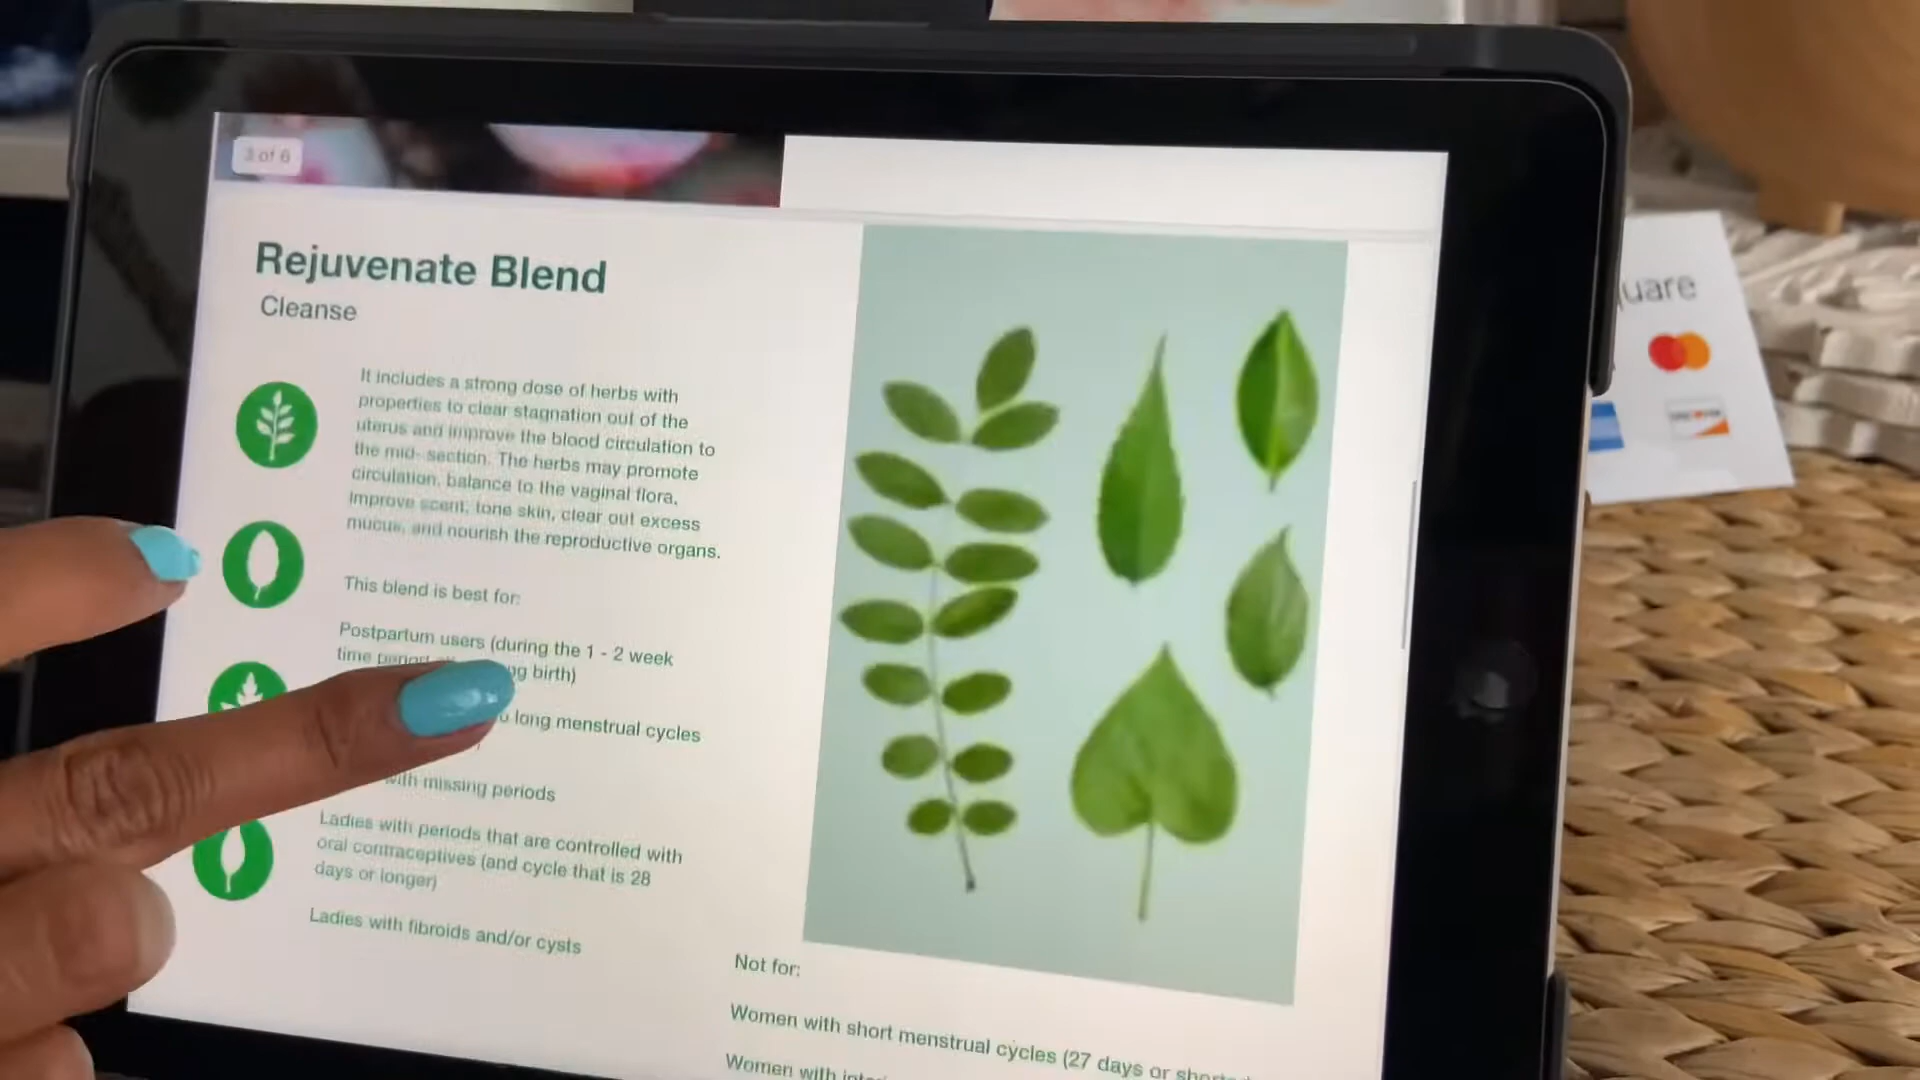 3 of 6
Rejuvenate Blend
Cleanse
It includes a strong dose of herbs with
properties to clear stagnation out of the
uterus and improve the blood circulation to
the mid- section. The herbs may promote
circulation, balance to the vaginal flora,
improve scent, tone skin, clear out excess
mucus, and nourish the reproductive organs.
This blend is best for:
Postpartum users (during the 1 - 2 week
time period birth)
long menstrual cycles
with missing periods
Ladies with periods that are controlled with
oral contraceptives (and cycle that is 28
days or longer)
Ladies with fibroids and/or cysts
Not for:
Women with short menstrual cycles (27 days or
Women with
uare
DISCOVER